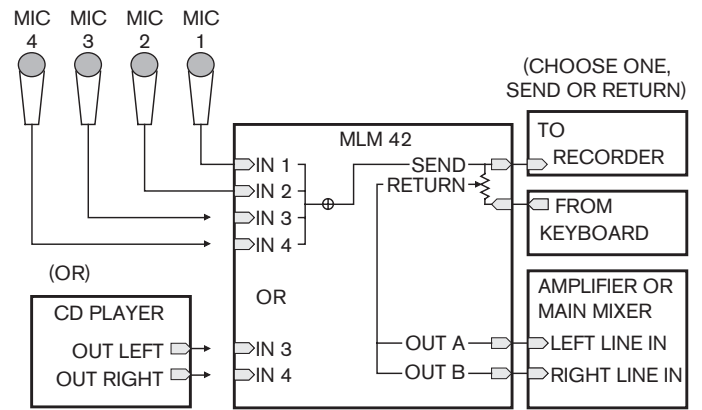 MIC 4
MIC 3
MIC 2
MIC 1
(CHOOSE ONE,
SEND OR RETURN)
MLM 42
IN 1
IN 2
IN 3
IN 4
SEND
RETURN
TO
RECORDER
FROM
KEYBOARD
(OR)
OR
CD PLAYER
OUT LEFT
OUT RIGHT
IN 3
IN 4
OUT A
OUT B
AMPLIFIER OR
MAIN MIXER
LEFT LINE IN
RIGHT LINE IN